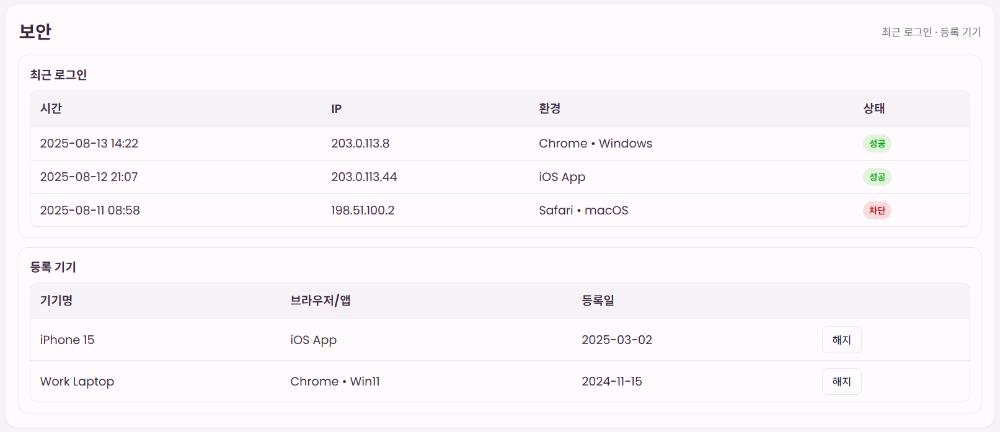 보안
최근 로그인 · 등록 기기
최근 로그인
시간 IP 환경 상태
2025-08-13 14:22 203.0.113.8 Chrome • Windows 성공
2025-08-12 21:07 203.0.113.44 iOS App 성공
2025-08-11 08:58 198.51.100.2 Safari • macOS 차단
등록 기기
기기명 브라우저/앱 등록일
iPhone 15 iOS App 2025-03-02 해지
Work Laptop Chrome • Win11 2024-11-15 해지